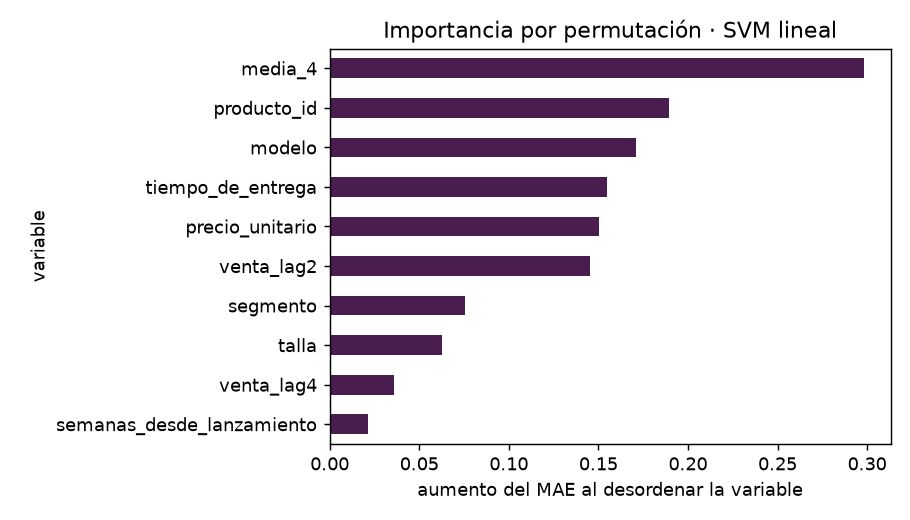 Importancia por permutación · SVM lineal
variable
media_4
producto_id
modelo
tiempo_de_entrega
precio_unitario
venta_lag2
segmento
talla
venta_lag4
semanas_desde_lanzamiento
0.00 0.05 0.10 0.15 0.20 0.25 0.30
aumento del MAE al desordenar la variable